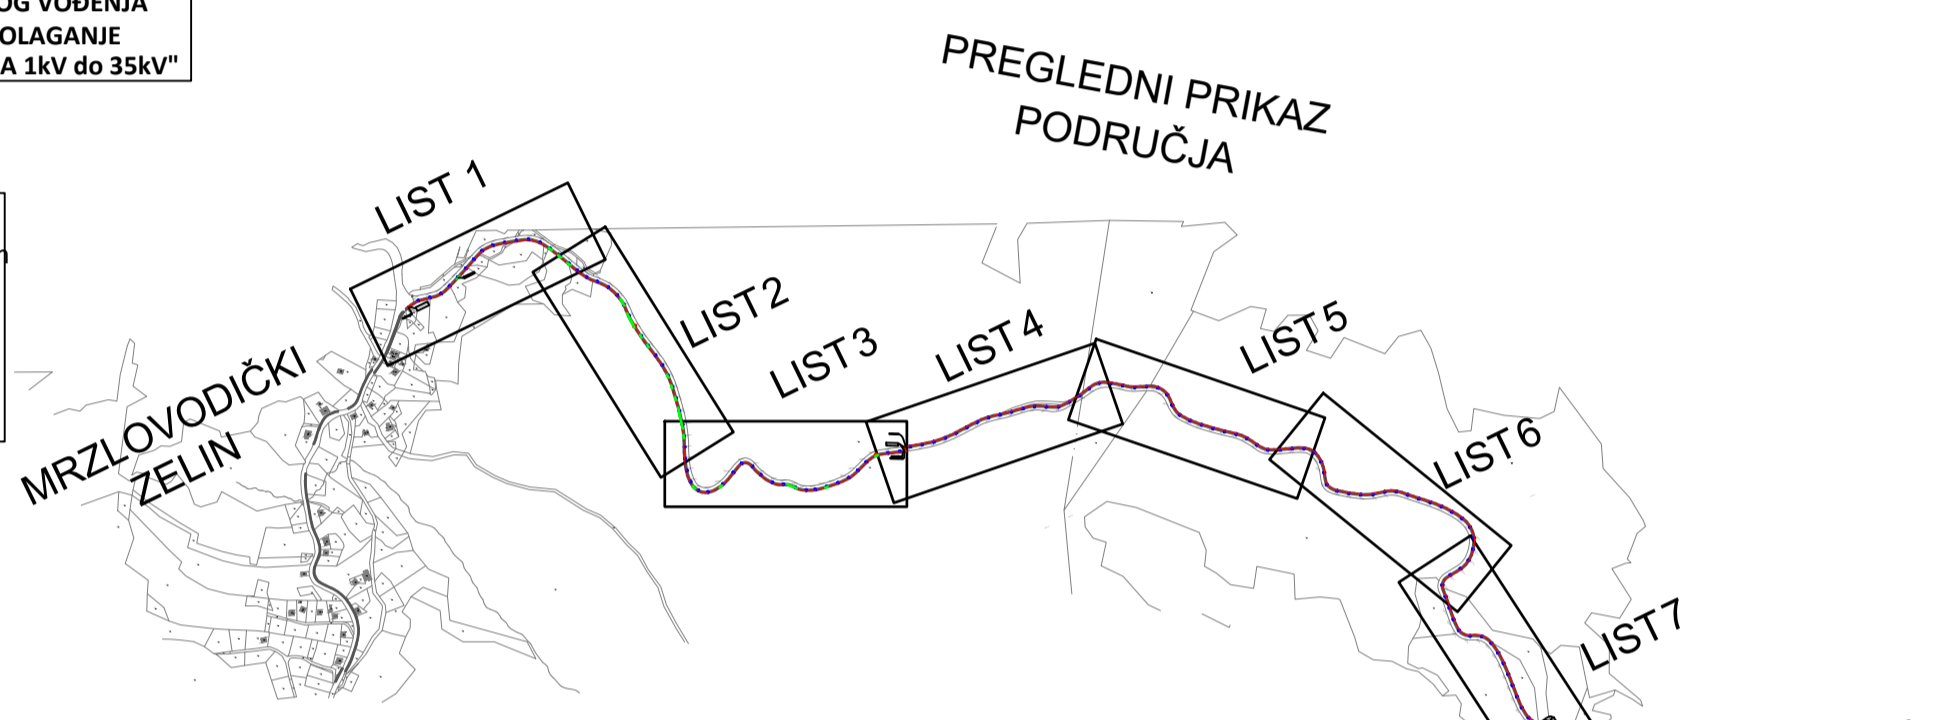 OG VOĐENJA
OLAGANJE
A 1kV do 35kV"
PREGLEDNI PRIKAZ
PODRUČJA
LIST 1
LIST 2
LIST 3
LIST 4
LIST 5
LIST 6
LIST 7
MRZLOVODIČKI
ZELIN